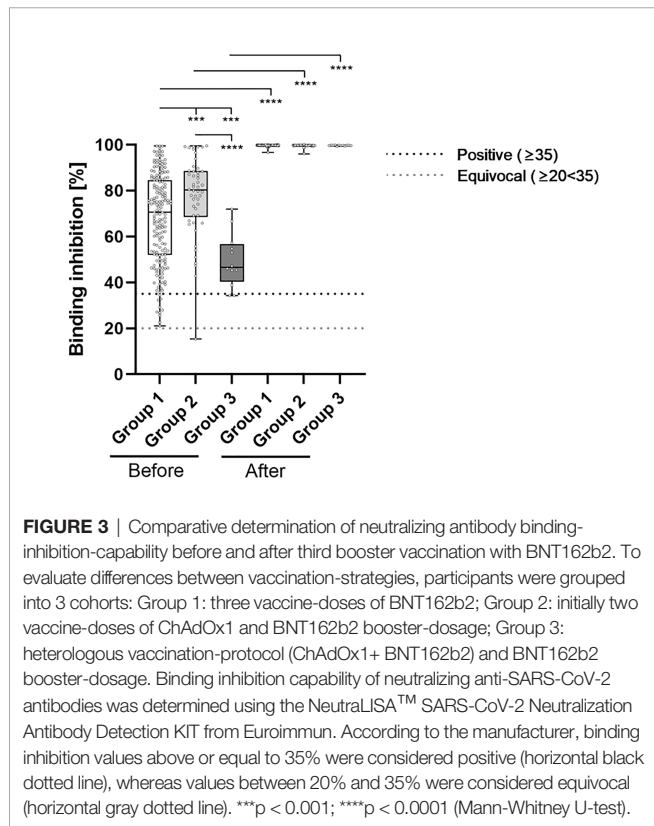 ****
****
****
*** ***
****
Binding inhibition [%]
100
80
60
40
20
0
Positive (≥35)
Equivocal (≥20<35)
Group 1
Group 2
Group 3
Group 1
Group 2
Group 3
Before
After
FIGURE 3 | Comparative determination of neutralizing antibody binding-
inhibition-capability before and after third booster vaccination with BNT162b2. To
evaluate differences between vaccination-strategies, participants were grouped
into 3 cohorts: Group 1: three vaccine-doses of BNT162b2; Group 2: initially two
vaccine-doses of ChAdOx1 and BNT162b2 booster-dosage; Group 3:
heterologous vaccination-protocol (ChAdOx1+ BNT162b2) and BNT162b2
booster-dosage. Binding inhibition capability of neutralizing anti-SARS-CoV-2
antibodies was determined using the NeutraLISA™ SARS-CoV-2 Neutralization
Antibody Detection KIT from Euroimmun. According to the manufacturer, binding
inhibition values above or equal to 35% were considered positive (horizontal black
dotted line), whereas values between 20% and 35% were considered equivocal
(horizontal gray dotted line). ***p < 0.001; ****p < 0.0001 (Mann-Whitney U-test).